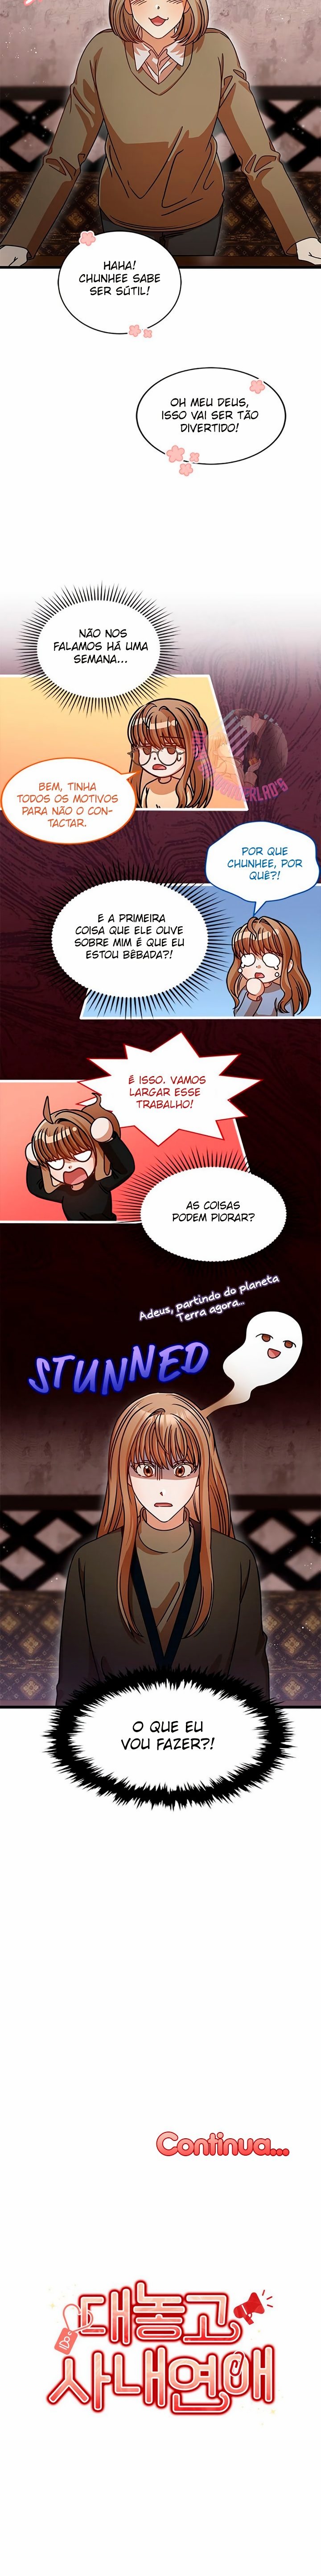 HAHA!
CHUNHEE SABE
SER SÚTIL!
OH MEU DEUS,
ISSO VAI SER TÃO
DIVERTIDO!
NÃO NOS
FALAMOS HÁ UMA
SEMANA...
BEM, TINHA
TODOS OS MOTIVOS
PARA NÃO O CON-
TACTAR.
POR QUE
CHUNHEE, POR
QUÊ?!
E A PRIMEIRA
COISA QUE ELE OUVE
SOBRE MIM É QUE EU
ESTOU BÊBADA?!
É ISSO. VAMOS
LARGAR ESSE
TRABALHO!
AS COISAS
PODEM PIORAR?
Adeus, partindo do planeta
Terra agora...
STUNNED
O QUE EU
VOU FAZER?!
Continua...
대놓고
사내연애